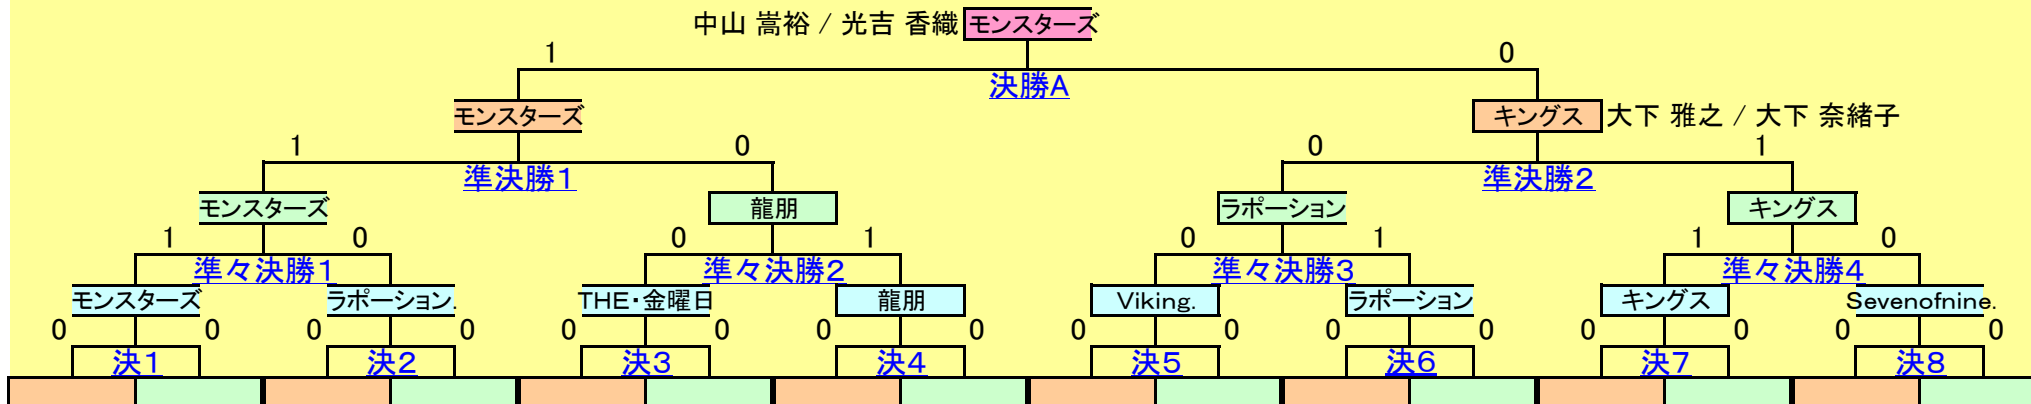 中山 嵩裕 / 光吉 香織 モンスターズ
1 0
決勝A
モンスターズ キングス 大下 雅之 / 大下 奈緒子
1 0 0 1
準決勝1 準決勝2
モンスターズ 龍朋 ラポーション キングス
1 0 0 1 0 1 1 0
準々決勝1 準々決勝2 準々決勝3 準々決勝4
モンスターズ ラポーション. THE・金曜日 龍朋 Viking. ラポーション キングス Sevenofnine.
0 0 0 0 0 0 0 0 0 0 0 0 0 0 0 0
決1 決2 決3 決4 決5 決6 決7 決8